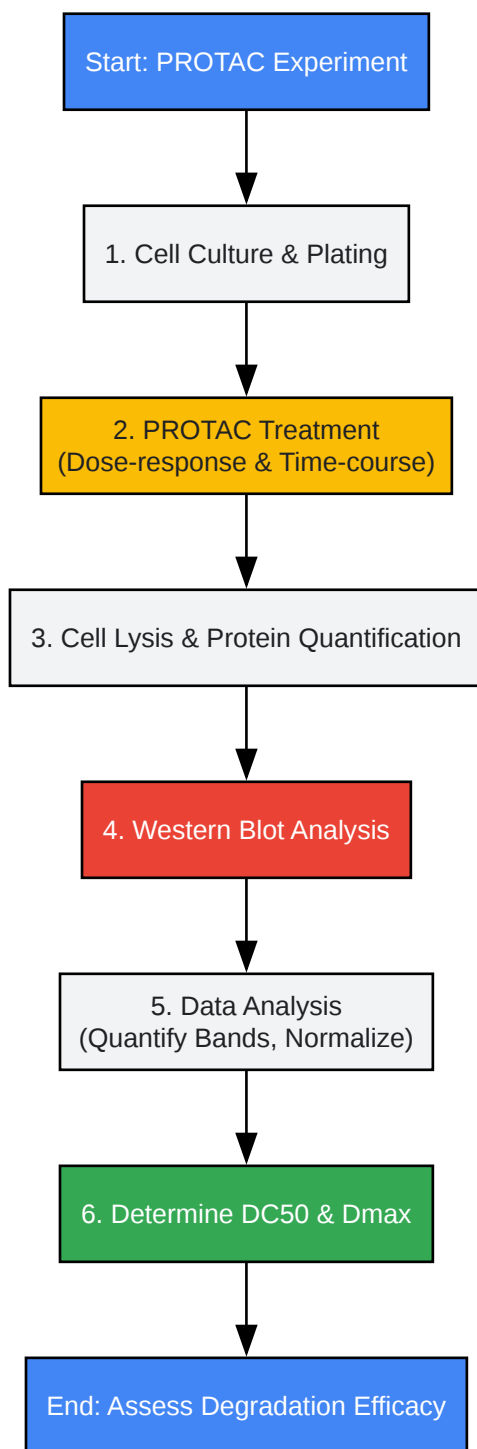 Start: PROTAC Experiment
1. Cell Culture & Plating
2. PROTAC Treatment
(Dose-response & Time-course)
3. Cell Lysis & Protein Quantification
4. Western Blot Analysis
5. Data Analysis
(Quantify Bands, Normalize)
6. Determine DC50 & Dmax
End: Assess Degradation Efficacy